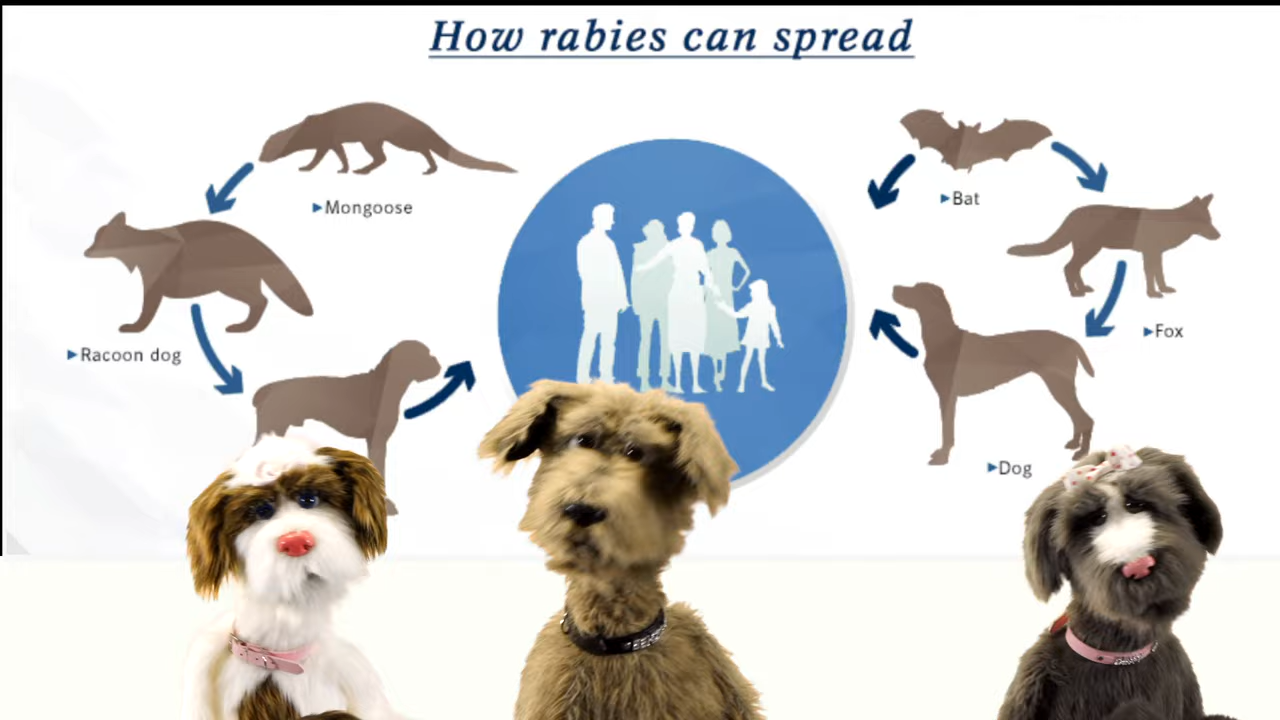 How rabies can spread
▶Mongoose
▶Bat
▶Racoon dog
▶Fox
▶Dog